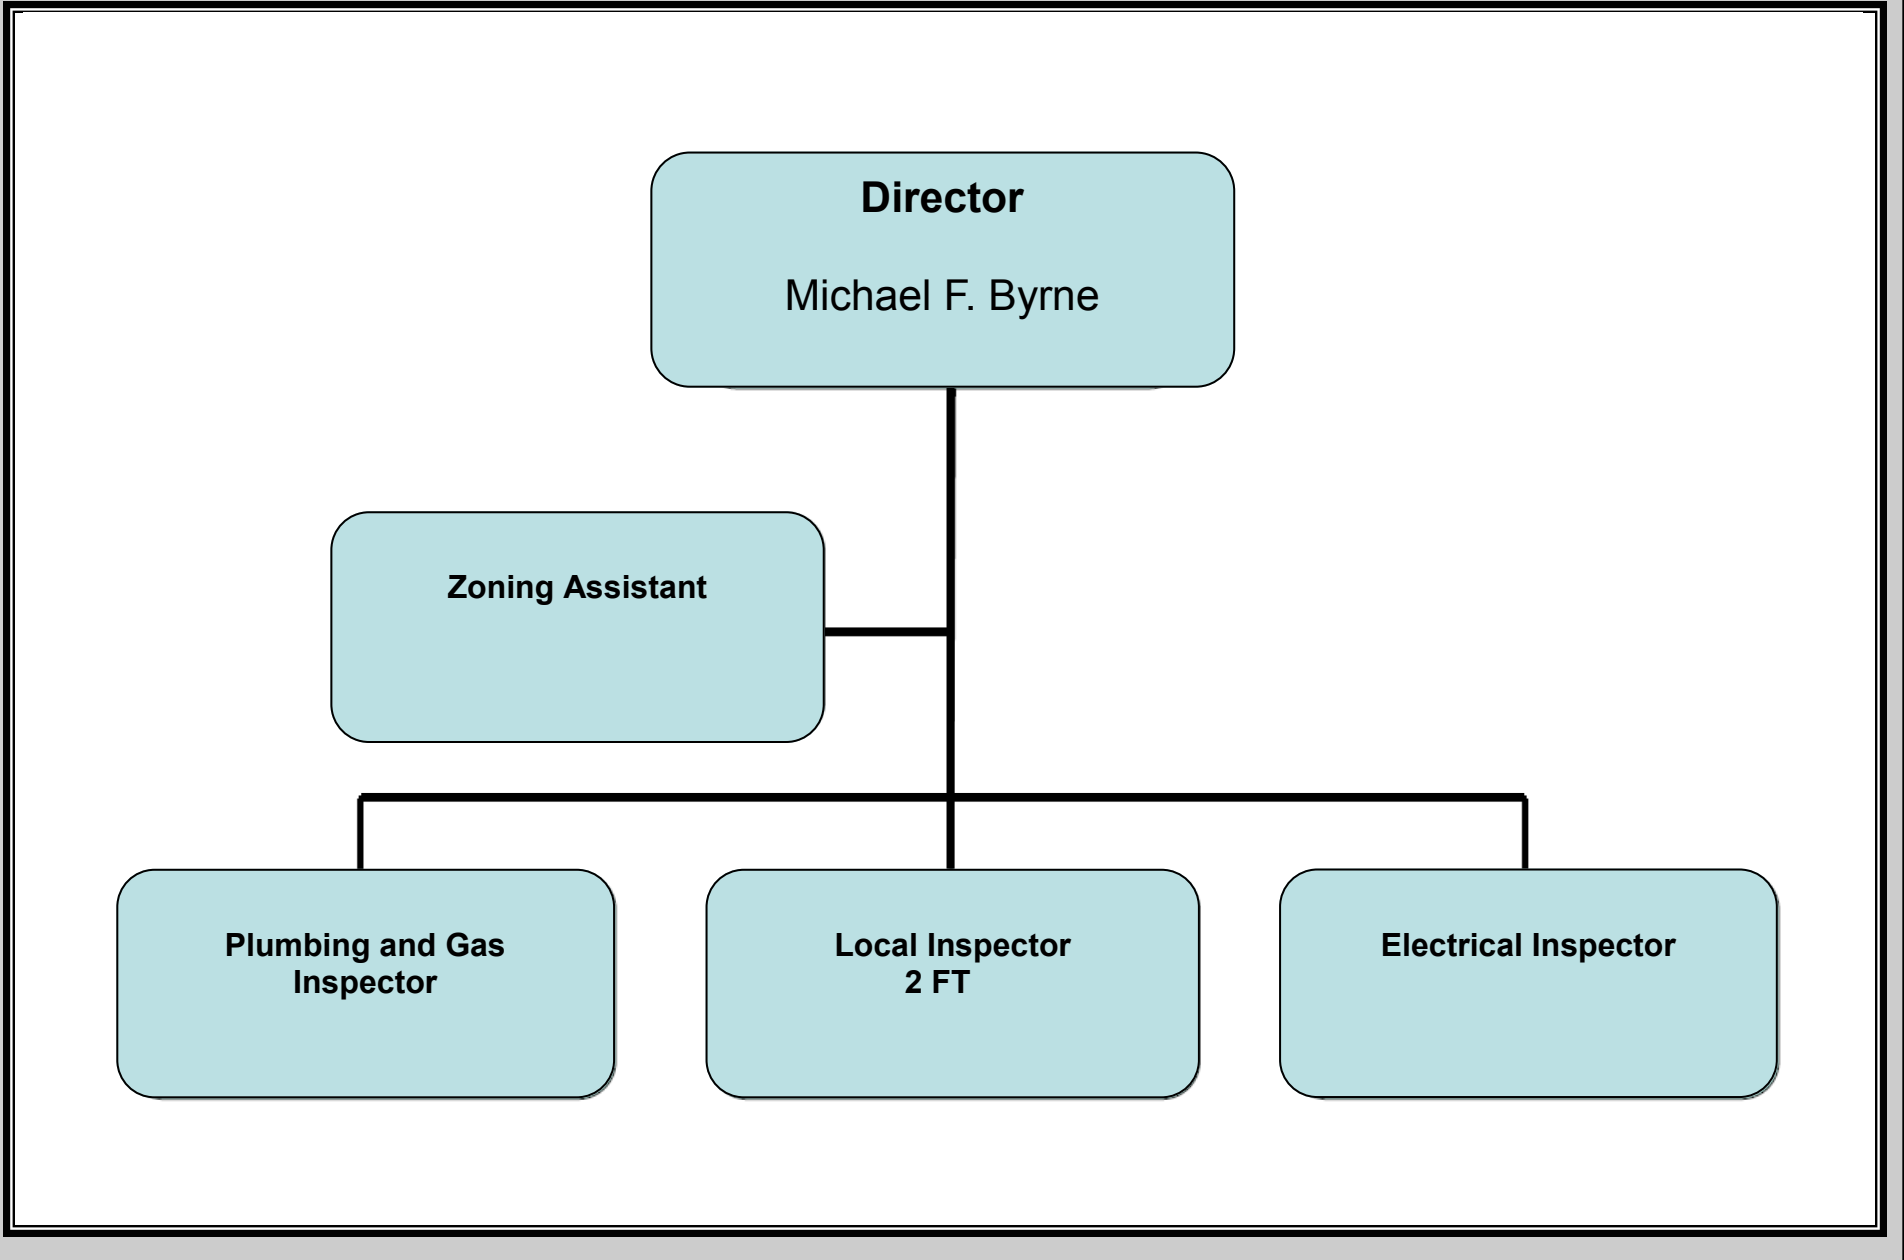 Director
Michael F. Byrne
Zoning Assistant
Plumbing and Gas
Inspector
Local Inspector
2 FT
Electrical Inspector